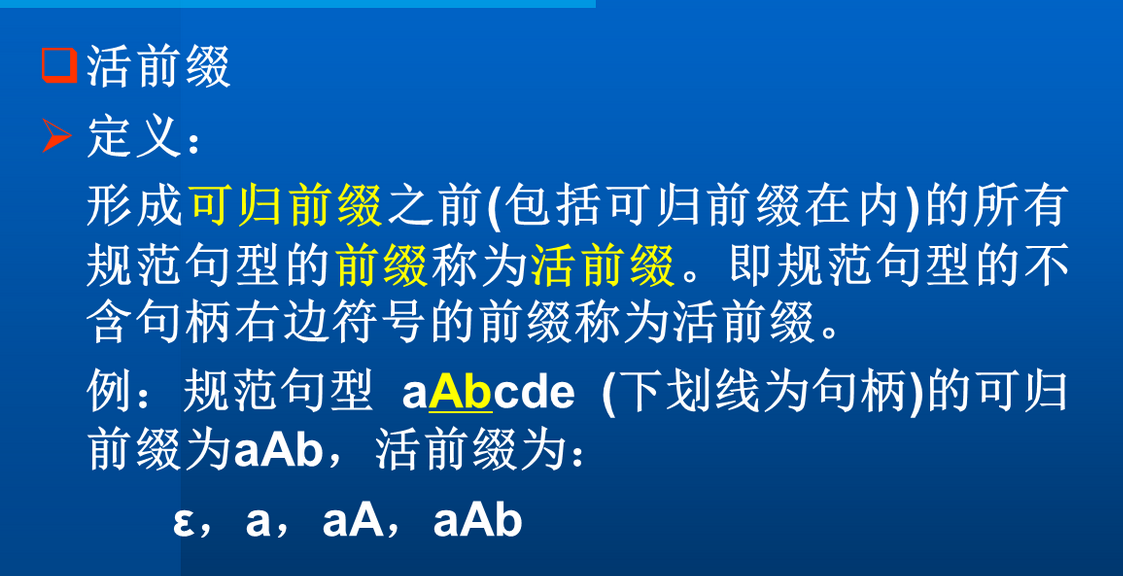 活前缀
定义：
形成可归前缀之前(包括可归前缀在内)的所有
规范句型的前缀称为活前缀。即规范句型的不
含句柄右边符号的前缀称为活前缀。
例：规范句型 aAbcde (下划线为句柄)的可归
前缀为aAb，活前缀为：
ε，a，aA，aAb